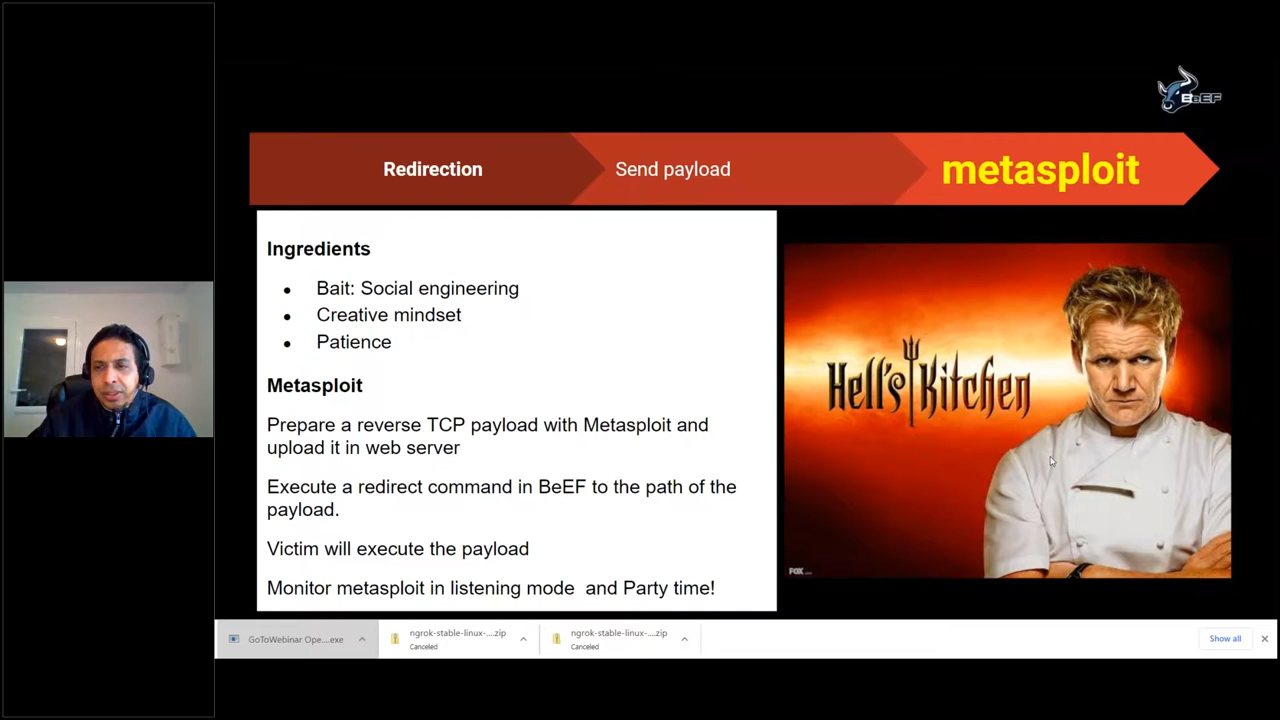 BeEF
Redirection
Send payload
metasploit
Ingredients
● Bait: Social engineering
● Creative mindset
● Patience
Metasploit
Prepare a reverse TCP payload with Metasploit and
upload it in web server
Execute a redirect command in BeEF to the path of the
payload.
Victim will execute the payload
Monitor metasploit in listening mode and Party time!
Hell's Kitchen
FOX
GoToWebinar Ope....exe
ngrok-stable-linux-....zip
Canceled
ngrok-stable-linux-....zip
Canceled
Show all